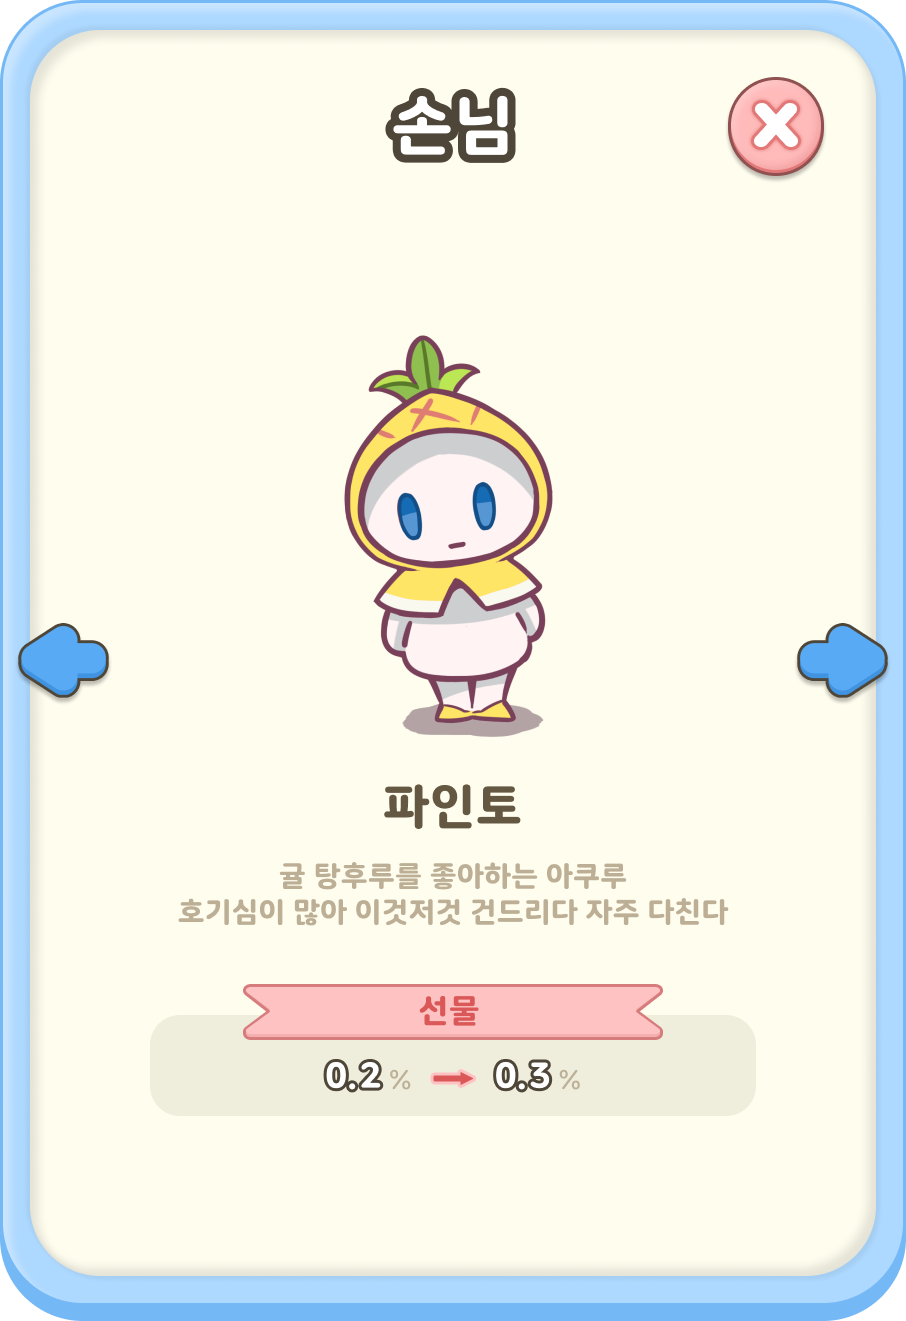 손님
파인토
귤 탕후루를 좋아하는 아쿠루
호기심이 많아 이것저것 건드리다 자주 다친다
선물
0.2 % → 0.3 %